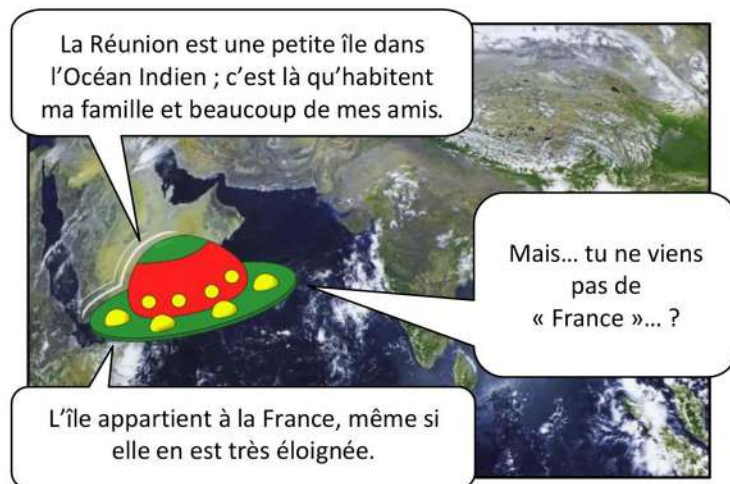 La Réunion est une petite île dans
l’Océan Indien ; c’est là qu’habitent
ma famille et beaucoup de mes amis.
Mais… tu ne viens
pas de
« France »… ?
L’île appartient à la France, même si
elle en est très éloignée.